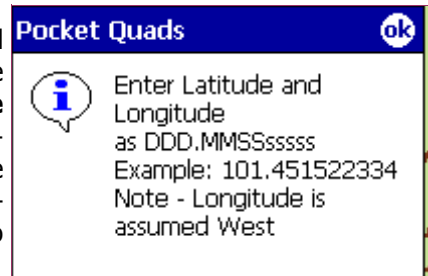 Pocket Quads ok
Enter Latitude and
Longitude
as DDD.MMSSsssss
Example: 101.451522334
Note - Longitude is
assumed West